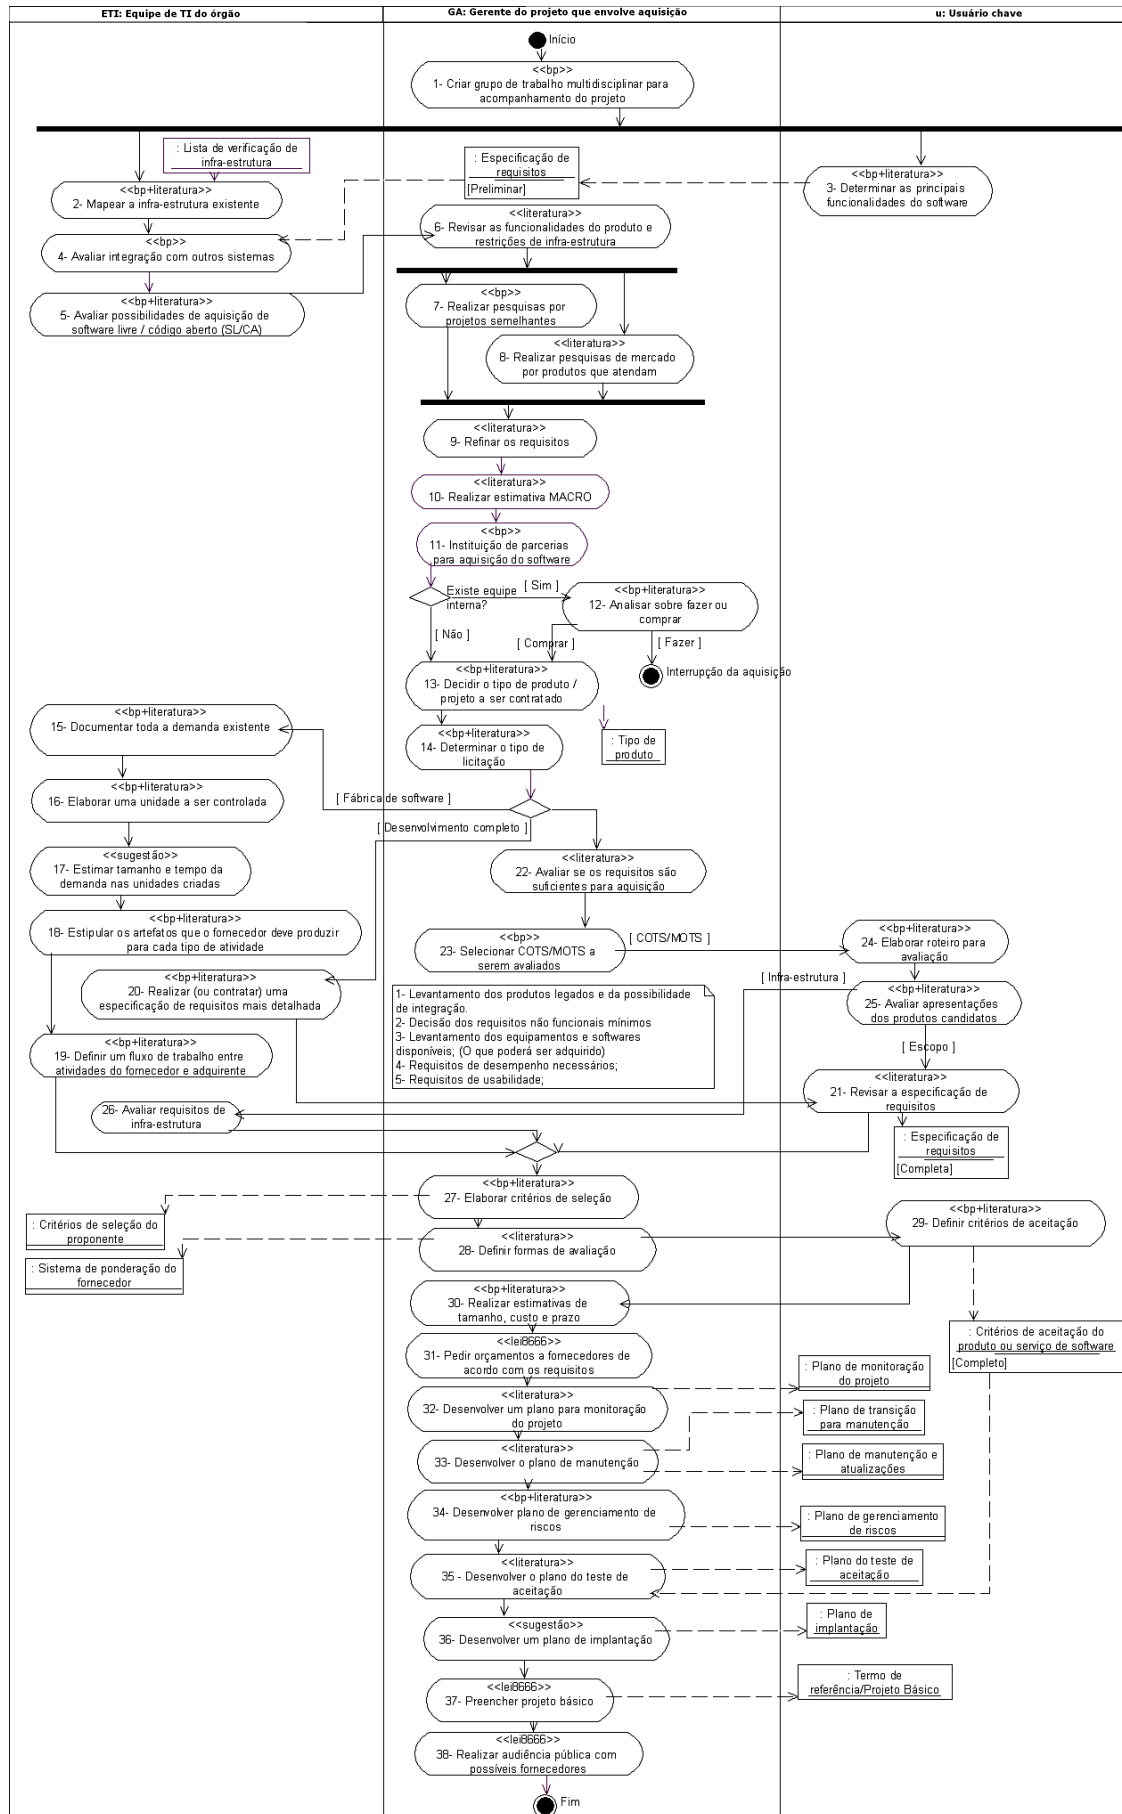 ETI: Equipe de TI do órgão
GA: Gerente do projeto que envolve aquisição
u: Usuário chave
Início
<<bp>>
1- Criar grupo de trabalho multidisciplinar para
acompanhamento do projeto
: Lista de verificação de
infra-estrutura
: Especificação de
requisitos
[Preliminar]
<<bp+literatura>>
2- Mapear a infra-estrutura existente
<<bp+literatura>>
3- Determinar as principais
funcionalidades do software
<<literatura>>
6- Revisar as funcionalidades do produto e
restrições de infra-estrutura
<<bp>>
4- Avaliar integração com outros sistemas
<<bp+literatura>>
5- Avaliar possibilidades de aquisição de
software livre / código aberto (SL/CA)
<<bp>>
7- Realizar pesquisas por
projetos semelhantes
<<literatura>>
8- Realizar pesquisas de mercado
por produtos que atendam
<<literatura>>
9- Refinar os requisitos
<<literatura>>
10- Realizar estimativa MACRO
<<bp>>
11- Instituição de parcerias
para aquisição do software
Existe equipe
interna?
[ Sim ]
<<bp+literatura>>
12- Analisar sobre fazer ou
comprar
[ Não ]
[ Comprar ]
[ Fazer ]
Interrupção da aquisição
<<bp+literatura>>
13- Decidir o tipo de produto /
projeto a ser contratado
: Tipo de
produto
<<bp+literatura>>
14- Determinar o tipo de
licitação
<<bp+literatura>>
15- Documentar toda a demanda existente
<<bp+literatura>>
16- Elaborar uma unidade a ser controlada
[ Fábrica de software ]
[ Desenvolvimento completo ]
<<sugestão>>
17- Estimar tamanho e tempo da
demanda nas unidades criadas
<<literatura>>
22- Avaliar se os requisitos são
suficientes para aquisição
<<bp+literatura>>
18- Estipular os artefatos que o fornecedor deve produzir
para cada tipo de atividade
<<bp>>
23- Selecionar COTS/MOTS a
serem avaliados
[ COTS/MOTS ]
<<bp+literatura>>
24- Elaborar roteiro para
avaliação
[ Infra-estrutura ]
<<bp+literatura>>
20- Realizar (ou contratar) uma
especificação de requisitos mais detalhada
<<bp+literatura>>
25- Avaliar apresentações
dos produtos candidatos
1- Levantamento dos produtos legados e da possibilidade
de integração.
2- Decisão dos requisitos não funcionais mínimos
3- Levantamento dos equipamentos e softwares
disponíveis; (O que poderá ser adquirido)
4- Requisitos de desempenho necessários;
5- Requisitos de usabilidade;
<<bp+literatura>>
19- Definir um fluxo de trabalho entre
atividades do fornecedor e adquirente
[ Escopo ]
<<literatura>>
21- Revisar a especificação de
requisitos
26- Avaliar requisitos de
infra-estrutura
: Especificação de
requisitos
[Completa]
<<bp+literatura>>
27- Elaborar critérios de seleção
: Critérios de seleção do
proponente
<<literatura>>
28- Definir formas de avaliação
<<bp+literatura>>
29- Definir critérios de aceitação
: Sistema de ponderação do
fornecedor
<<bp+literatura>>
30- Realizar estimativas de
tamanho, custo e prazo
: Critérios de aceitação do
produto ou serviço de software
[Completo]
<<lei8666>>
31- Pedir orçamentos a fornecedores de
acordo com os requisitos
: Plano de monitoração
do projeto
<<literatura>>
32- Desenvolver um plano para monitoração
do projeto
: Plano de transição
para manutenção
<<literatura>>
33- Desenvolver o plano de manutenção
: Plano de manutenção e
atualizações
<<bp+literatura>>
34- Desenvolver plano de gerenciamento de
riscos
: Plano de gerenciamento
de riscos
<<literatura>>
35 - Desenvolver o plano do teste de
aceitação
: Plano do teste de
aceitação
<<sugestão>>
36- Desenvolver um plano de implantação
: Plano de
implantação
<<lei8666>>
37- Preencher projeto básico
: Termo de
referência/Projeto Básico
<<lei8666>>
38- Realizar audiência pública com
possíveis fornecedores
Fim